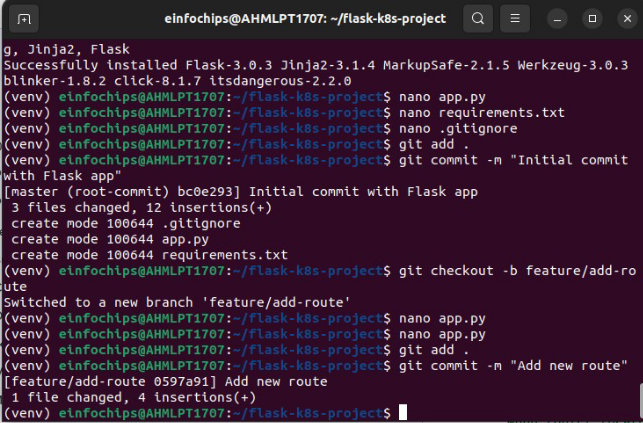 einfochips@AHMLPT1707: ~/flask-k8s-project
g, Jinja2, Flask
Successfully installed Flask-3.0.3 Jinja2-3.1.4 MarkupSafe-2.1.5 Werkzeug-3.0.3
blinker-1.8.2 click-8.1.7 itsdangerous-2.2.0
(venv) einfochips@AHMLPT1707:~/flask-k8s-project$ nano app.py
(venv) einfochips@AHMLPT1707:~/flask-k8s-project$ nano requirements.txt
(venv) einfochips@AHMLPT1707:~/flask-k8s-project$ nano .gitignore
(venv) einfochips@AHMLPT1707:~/flask-k8s-project$ git add .
(venv) einfochips@AHMLPT1707:~/flask-k8s-project$ git commit -m "Initial commit
with Flask app"
[master (root-commit) bc0e293] Initial commit with Flask app
 3 files changed, 12 insertions(+)
 create mode 100644 .gitignore
 create mode 100644 app.py
 create mode 100644 requirements.txt
(venv) einfochips@AHMLPT1707:~/flask-k8s-project$ git checkout -b feature/add-ro
ute
Switched to a new branch 'feature/add-route'
(venv) einfochips@AHMLPT1707:~/flask-k8s-project$ nano app.py
(venv) einfochips@AHMLPT1707:~/flask-k8s-project$ nano app.py
(venv) einfochips@AHMLPT1707:~/flask-k8s-project$ git add .
(venv) einfochips@AHMLPT1707:~/flask-k8s-project$ git commit -m "Add new route"
[feature/add-route 0597a91] Add new route
 1 file changed, 4 insertions(+)
(venv) einfochips@AHMLPT1707:~/flask-k8s-project$